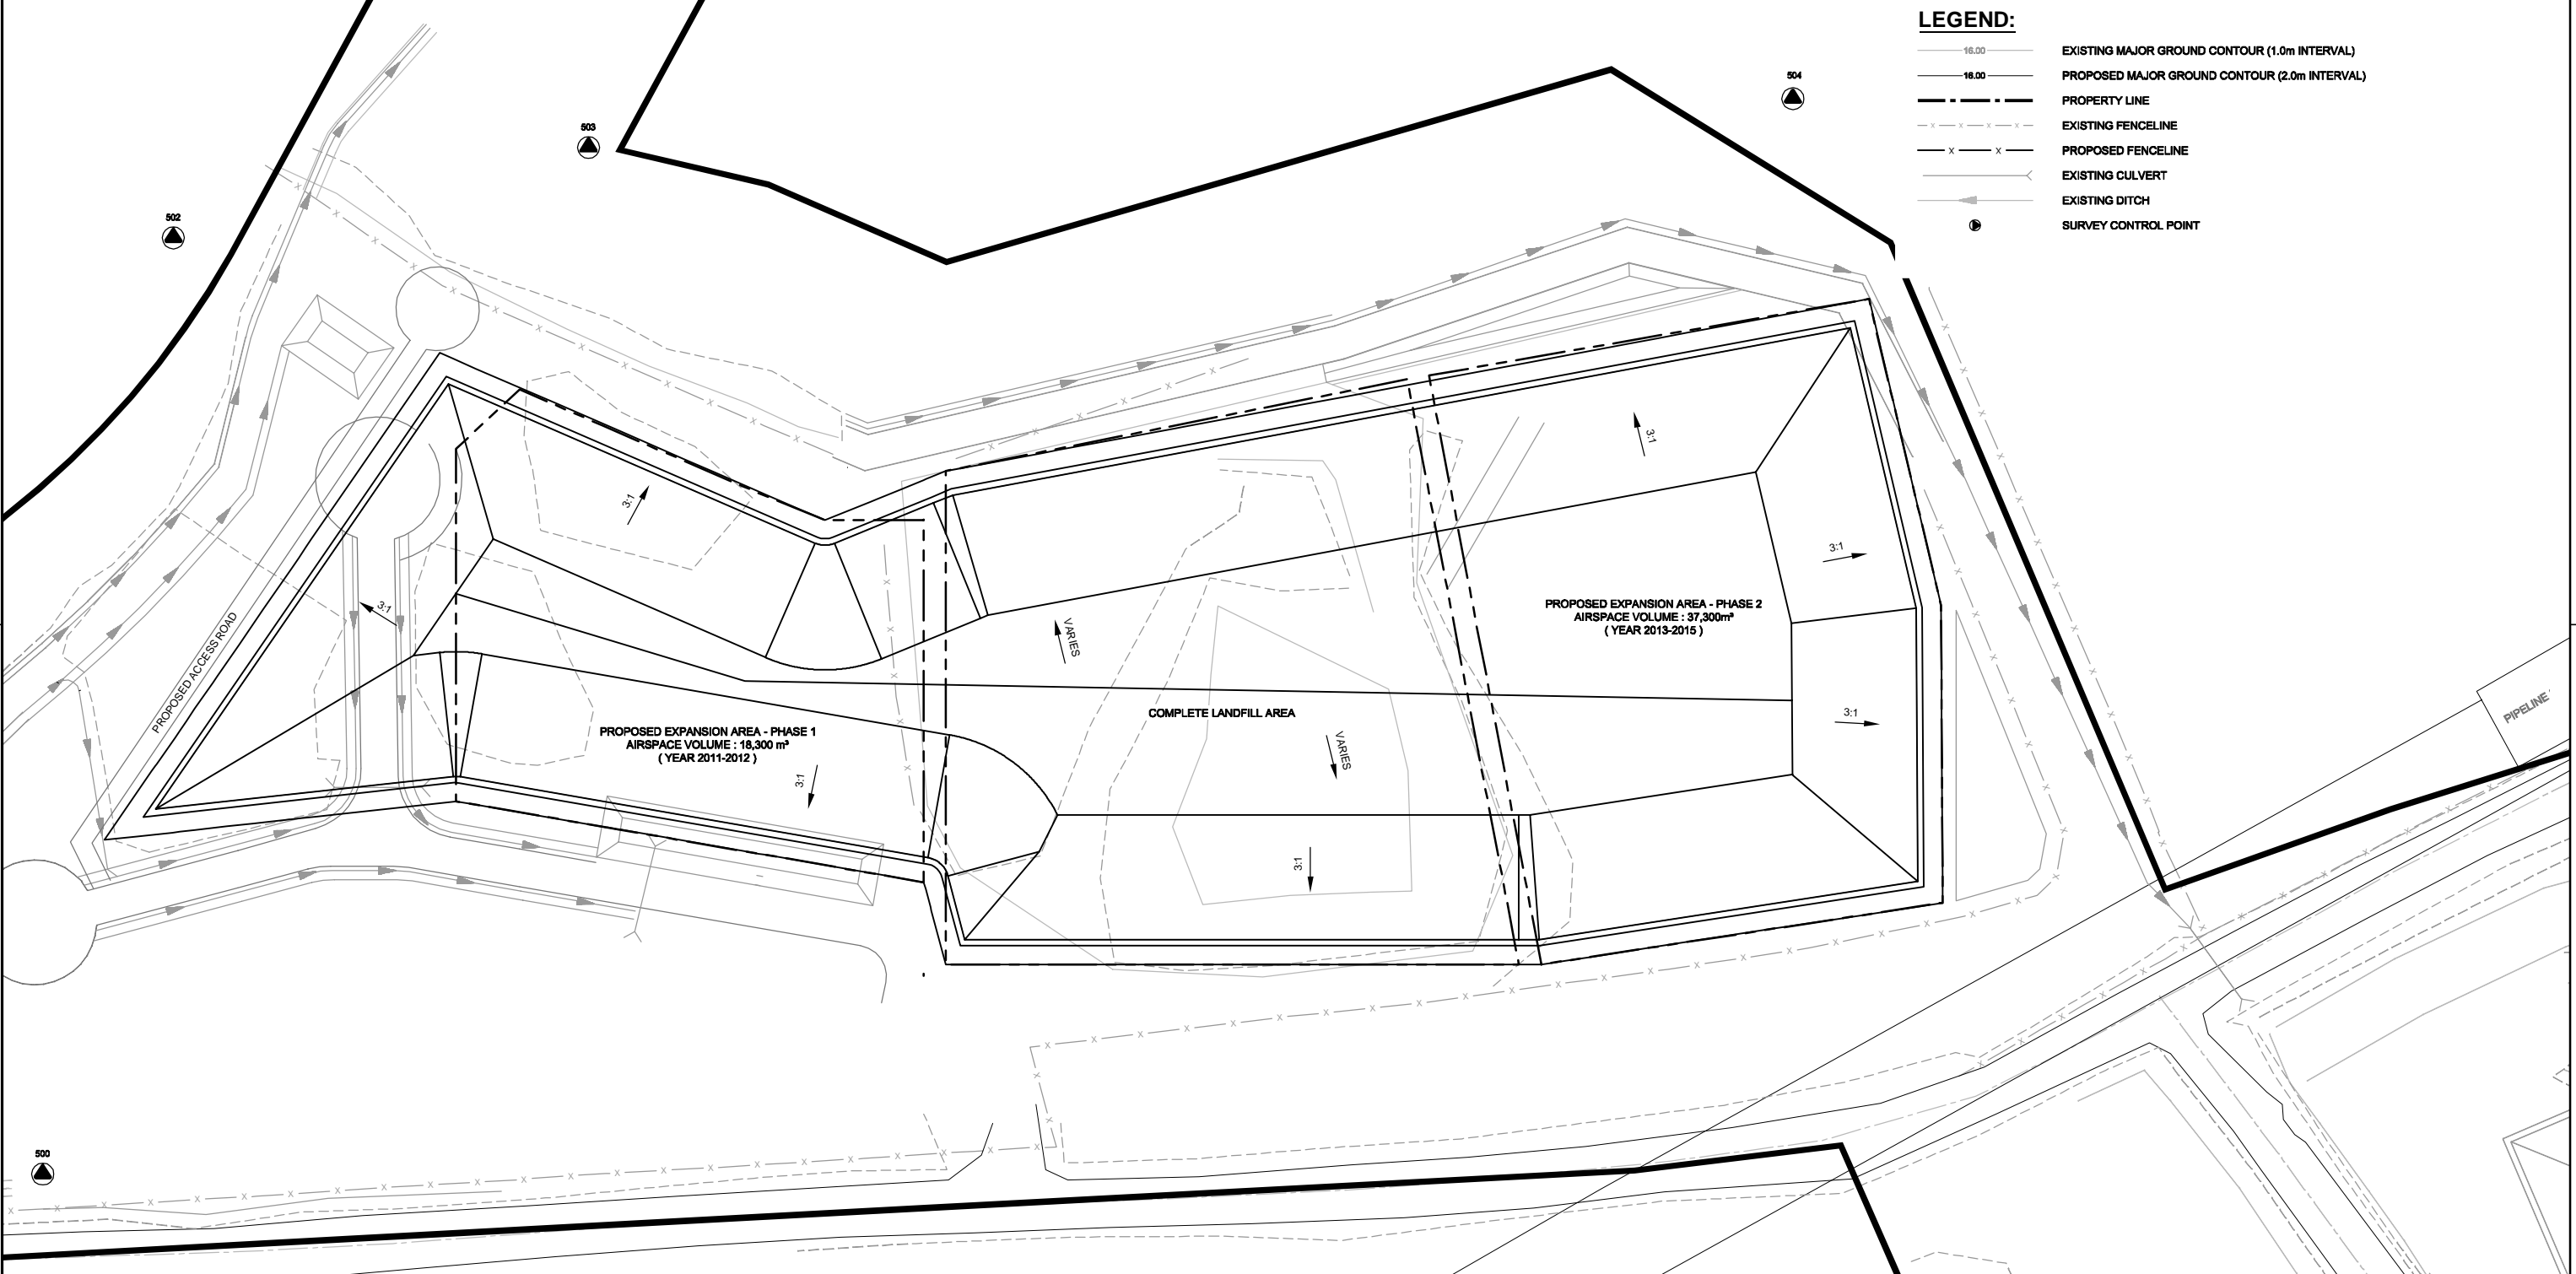 LEGEND:
16.00 EXISTING MAJOR GROUND CONTOUR (1.0m INTERVAL)
16.00 PROPOSED MAJOR GROUND CONTOUR (2.0m INTERVAL)
PROPERTY LINE
X X X X EXISTING FENCELINE
X X PROPOSED FENCELINE
EXISTING CULVERT
EXISTING DITCH
SURVEY CONTROL POINT
504
503
502
3:1
3:1
3:1
3:1
PROPOSED ACCESS ROAD
VARIES
PROPOSED EXPANSION AREA - PHASE 2
AIRSPACE VOLUME : 37,300m³
( YEAR 2013-2015 )
COMPLETE LANDFILL AREA
3:1
PIPELINE
PROPOSED EXPANSION AREA - PHASE 1
AIRSPACE VOLUME : 18,300 m³
( YEAR 2011-2012 )
VARIES
3:1
3:1
500